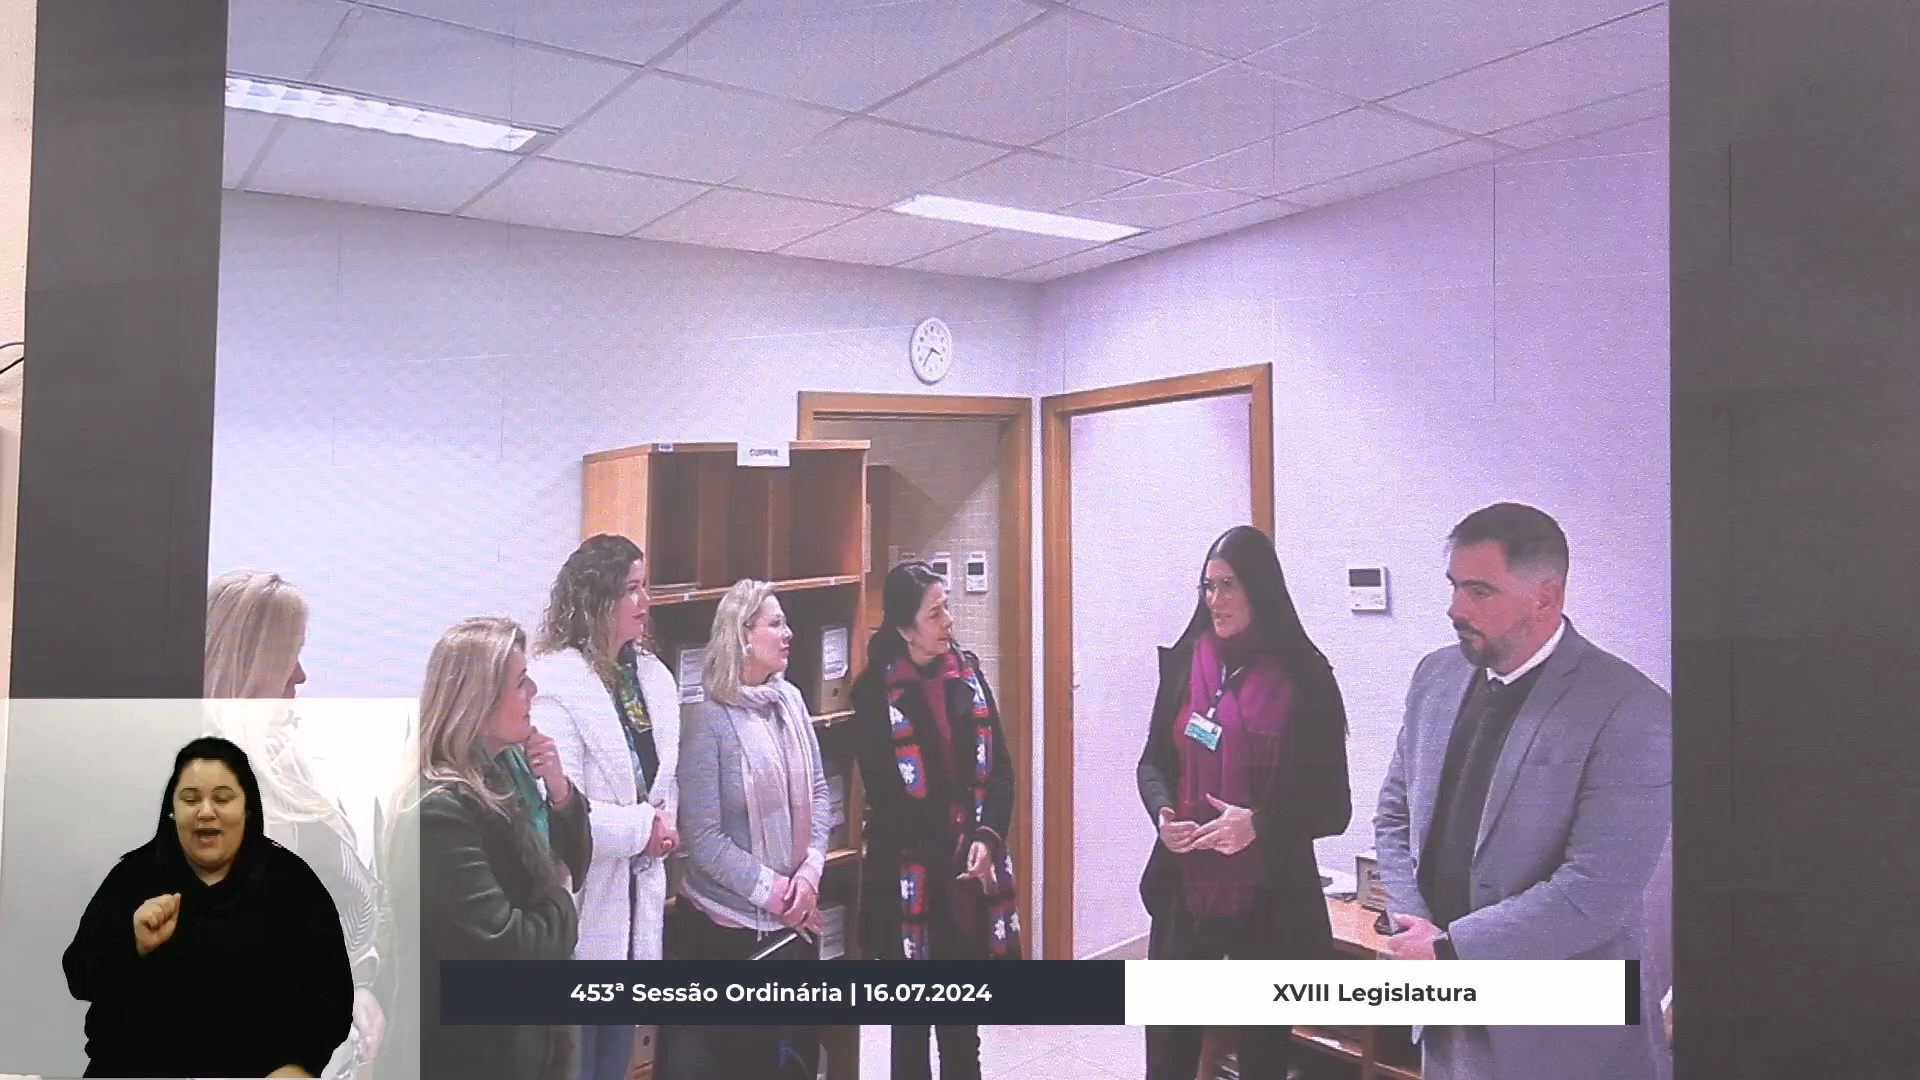 453ª Sessão Ordinária | 16.07.2024
XVIII Legislatura